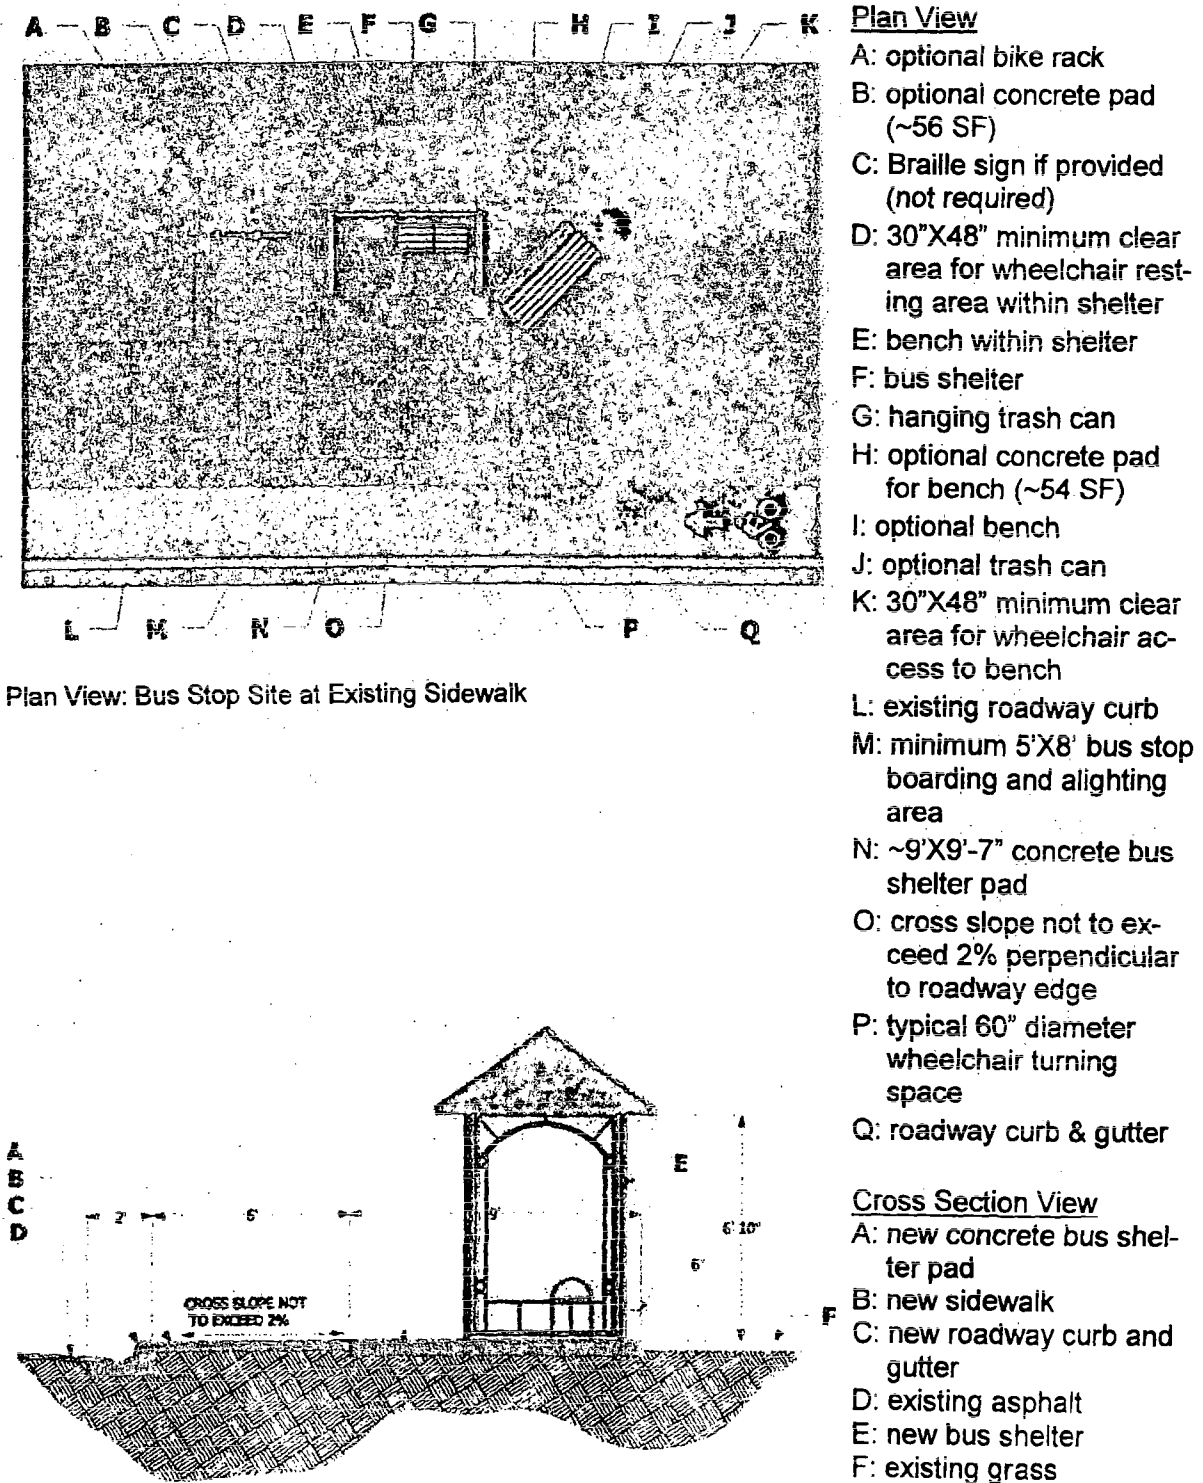 A B C D E F G H I J K
L M N O P Q
Plan View: Bus Stop Site at Existing Sidewalk
A
B
C
D
2'
6'
9'
E
6' 10"
6'
CROSS SLOPE NOT
TO EXCEED 2%
F
Plan View
A: optional bike rack
B: optional concrete pad
(~56 SF)
C: Braille sign if provided
(not required)
D: 30"X48" minimum clear
area for wheelchair rest-
ing area within shelter
E: bench within shelter
F: bus shelter
G: hanging trash can
H: optional concrete pad
for bench (~54 SF)
I: optional bench
J: optional trash can
K: 30"X48" minimum clear
area for wheelchair ac-
cess to bench
L: existing roadway curb
M: minimum 5'X8' bus stop
boarding and alighting
area
N: ~9'X9'-7" concrete bus
shelter pad
O: cross slope not to ex-
ceed 2% perpendicular
to roadway edge
P: typical 60" diameter
wheelchair turning
space
Q: roadway curb & gutter
Cross Section View
A: new concrete bus shel-
ter pad
B: new sidewalk
C: new roadway curb and
gutter
D: existing asphalt
E: new bus shelter
F: existing grass